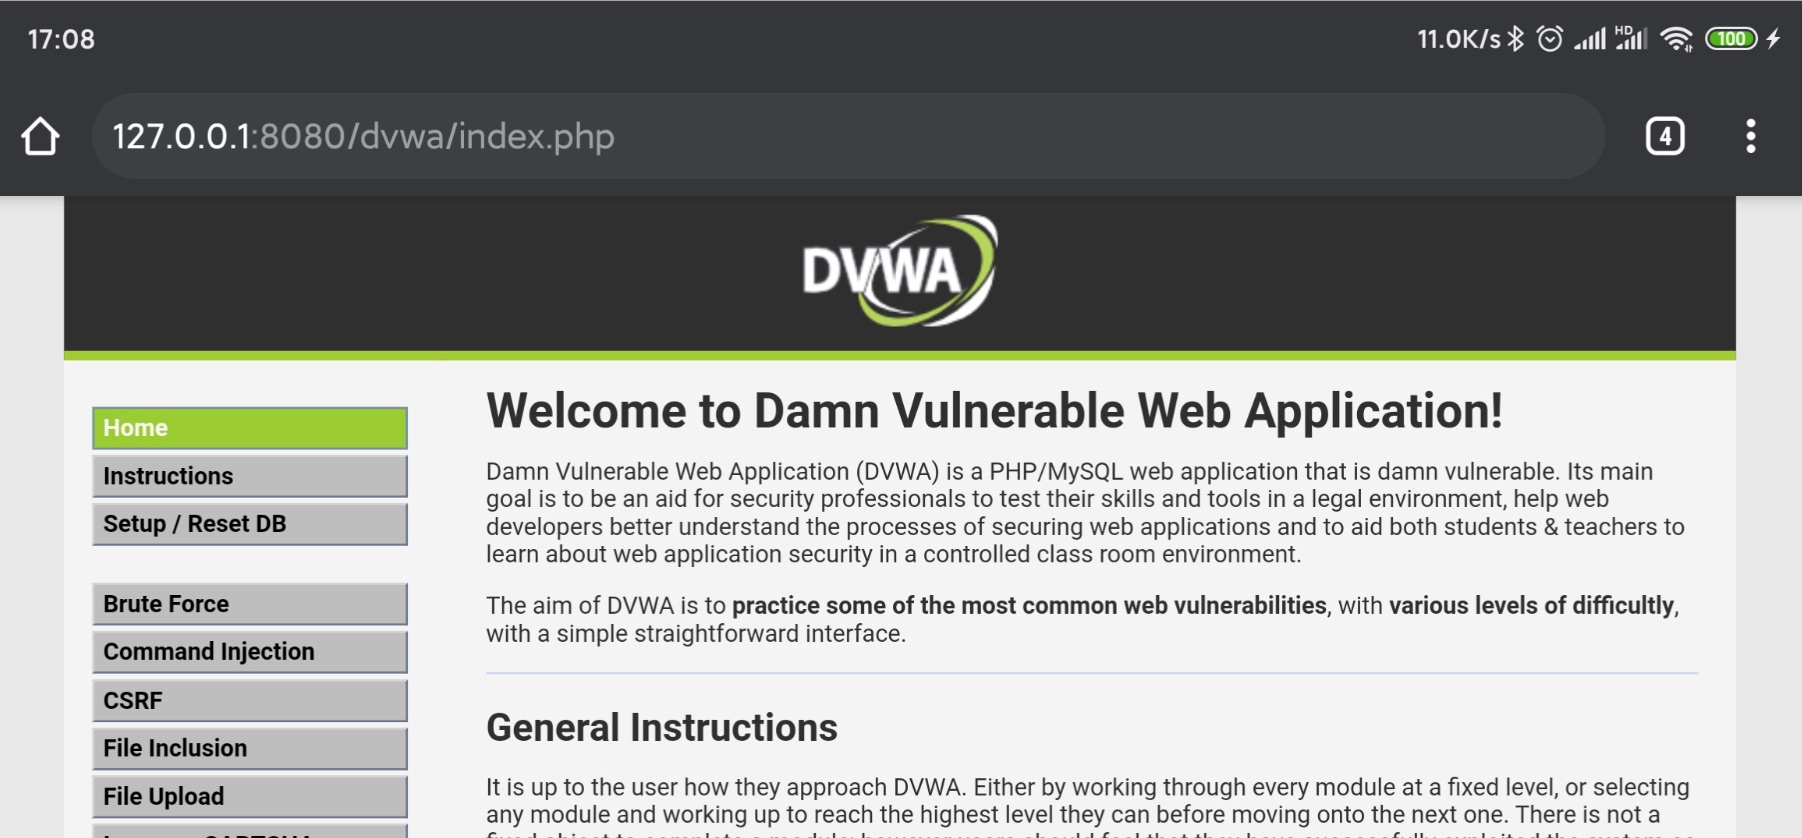 17:08
11.0K/s HD 100
127.0.0.1:8080/dvwa/index.php
4
DVWA
Home
Instructions
Setup / Reset DB
Brute Force
Command Injection
CSRF
File Inclusion
File Upload
Welcome to Damn Vulnerable Web Application!
Damn Vulnerable Web Application (DVWA) is a PHP/MySQL web application that is damn vulnerable. Its main
goal is to be an aid for security professionals to test their skills and tools in a legal environment, help web
developers better understand the processes of securing web applications and to aid both students & teachers to
learn about web application security in a controlled class room environment.
The aim of DVWA is to practice some of the most common web vulnerabilities, with various levels of difficultly,
with a simple straightforward interface.
General Instructions
It is up to the user how they approach DVWA. Either by working through every module at a fixed level, or selecting
any module and working up to reach the highest level they can before moving onto the next one. There is not a